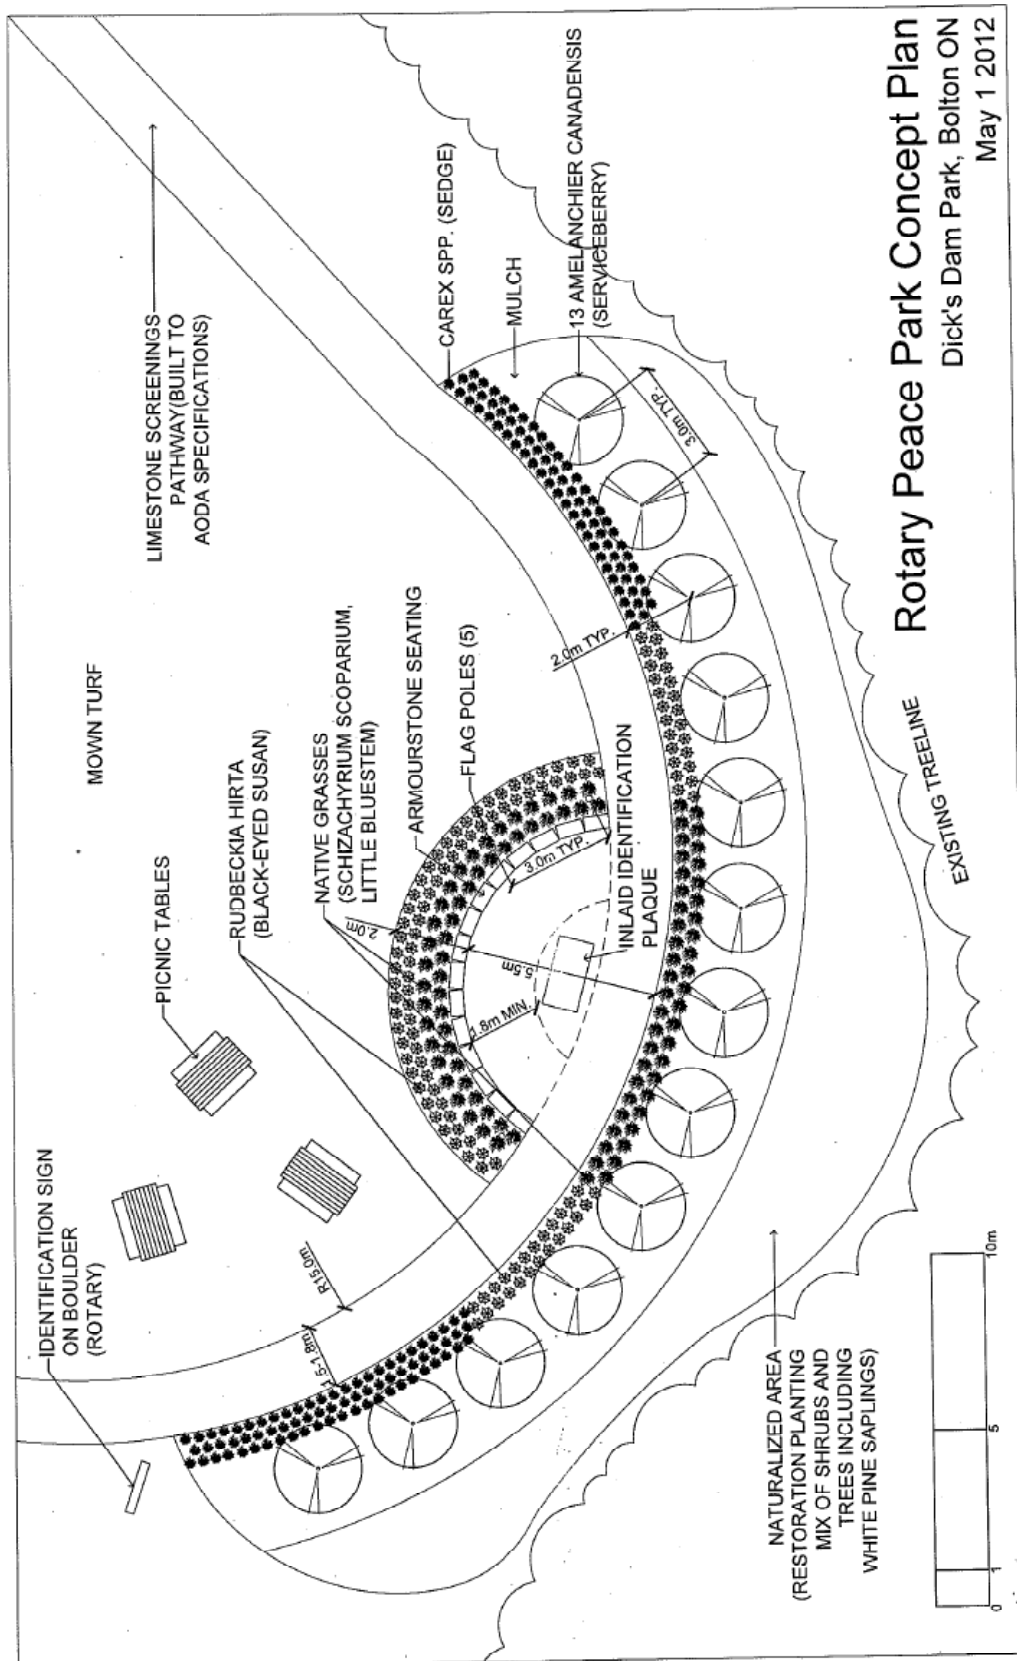 IDENTIFICATION SIGN
ON BOULDER
(ROTARY)
PICNIC TABLES
MOWN TURF
LIMESTONE SCREENINGS
PATHWAY(BUILT TO
AODA SPECIFICATIONS)
RUDBECKIA HIRTA
(BLACK-EYED SUSAN)
NATIVE GRASSES
(SCHIZACHYRIUM SCOPARIUM,
LITTLE BLUESTEM)
ARMOURSTONE SEATING
FLAG POLES (5)
CAREX SPP. (SEDGE)
MULCH
13 AMELANCHIER CANADENSIS
(SERVICEBERRY)
R15.0m
2.0m
1.8m MIN.
5.5m
3.0m TYP.
2.0m TYP.
3.0m TYP.
INLAID IDENTIFICATION
PLAQUE
NATURALIZED AREA
(RESTORATION PLANTING
MIX OF SHRUBS AND
TREES INCLUDING
WHITE PINE SAPLINGS)
EXISTING TREELINE
0 1 5 10m
Rotary Peace Park Concept Plan
Dick's Dam Park, Bolton ON
May 1 2012